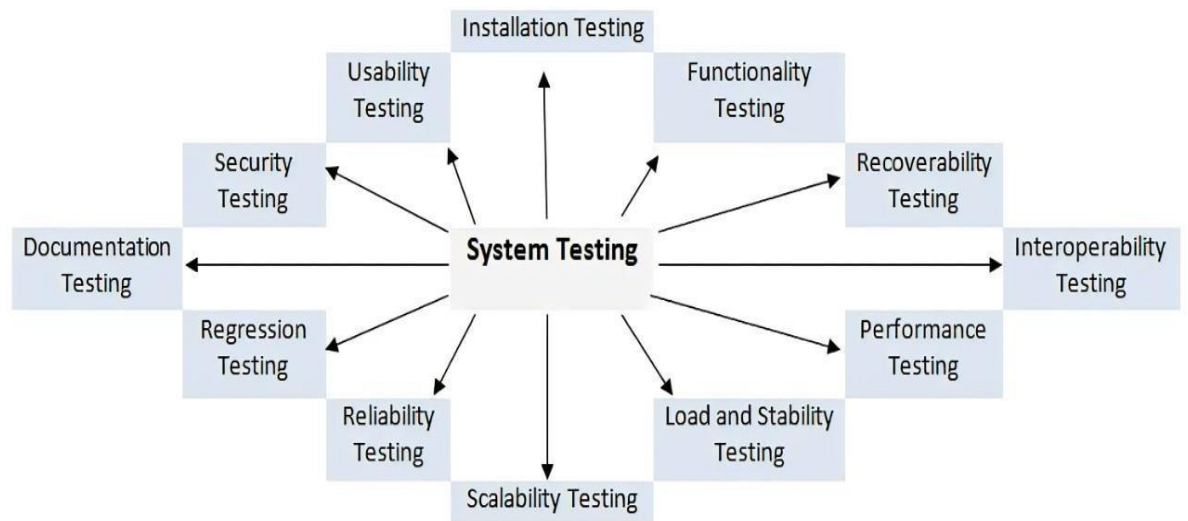 Installation Testing
Usability
Testing
Functionality
Testing
Security
Testing
Recoverability
Testing
Documentation
Testing
System Testing
Interoperability
Testing
Regression
Testing
Performance
Testing
Reliability
Testing
Load and Stability
Testing
Scalability Testing